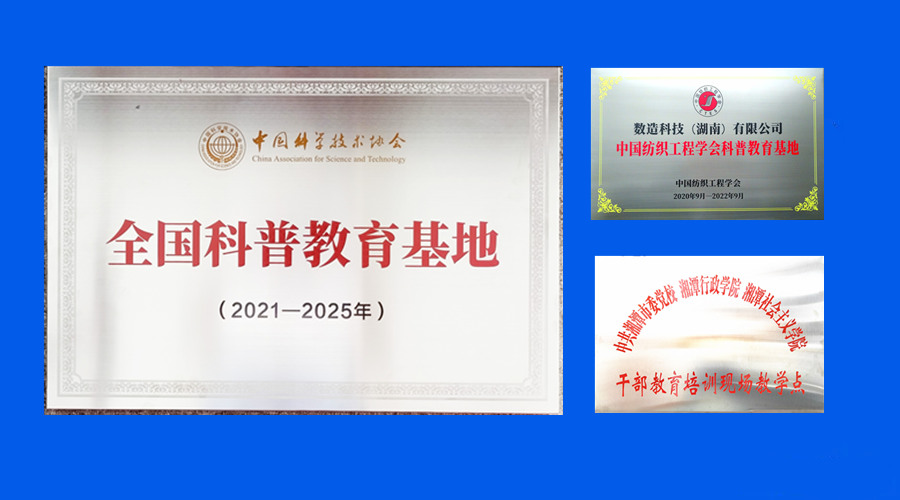 中国科学技术协会
China Association for Science and Technology
全国科普教育基地
（2021—2025年）
数造科技（湖南）有限公司
中国纺织工程学会科普教育基地
中国纺织工程学会
2020年9月—2022年9月
中共湘潭市委党校 湘潭行政学院 湘潭社会主义学院
干部教育培训现场教学点